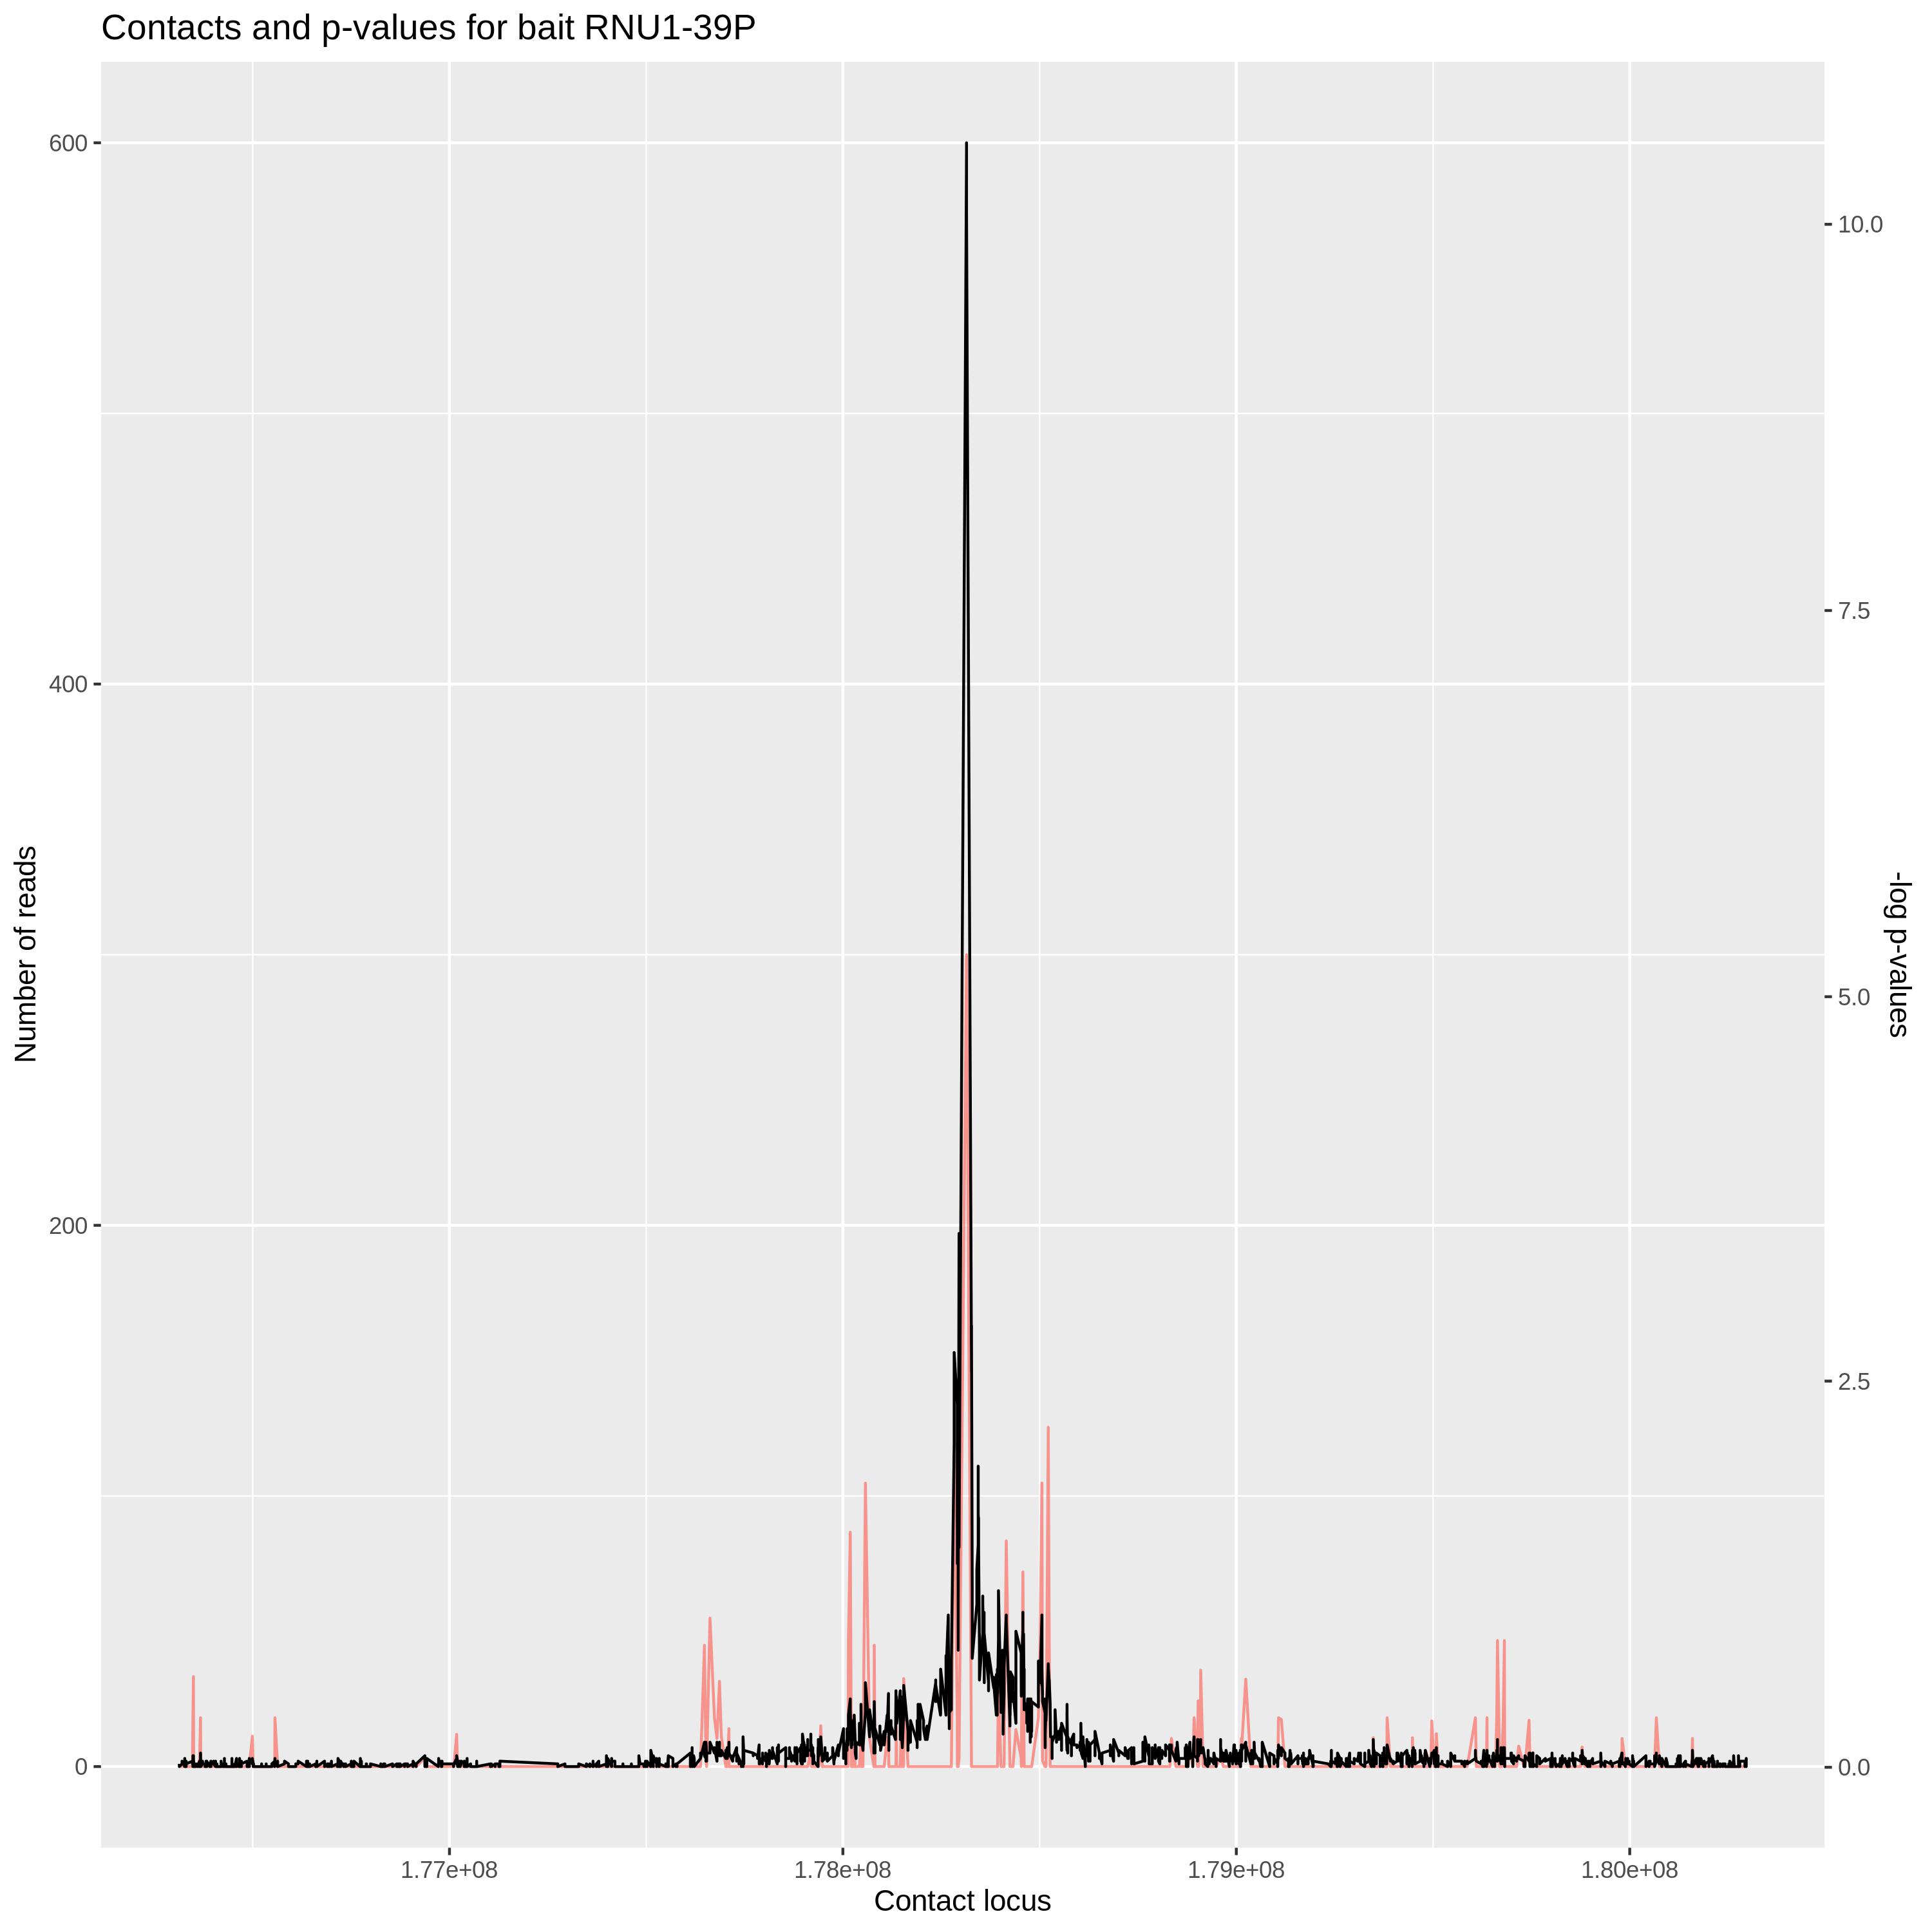 Contacts and p-values for bait RNU1-39P
600
400
200
0
Number of reads
10.0
7.5
5.0
2.5
0.0
-log p-values
1.77e+08
1.78e+08
1.79e+08
1.80e+08
Contact locus